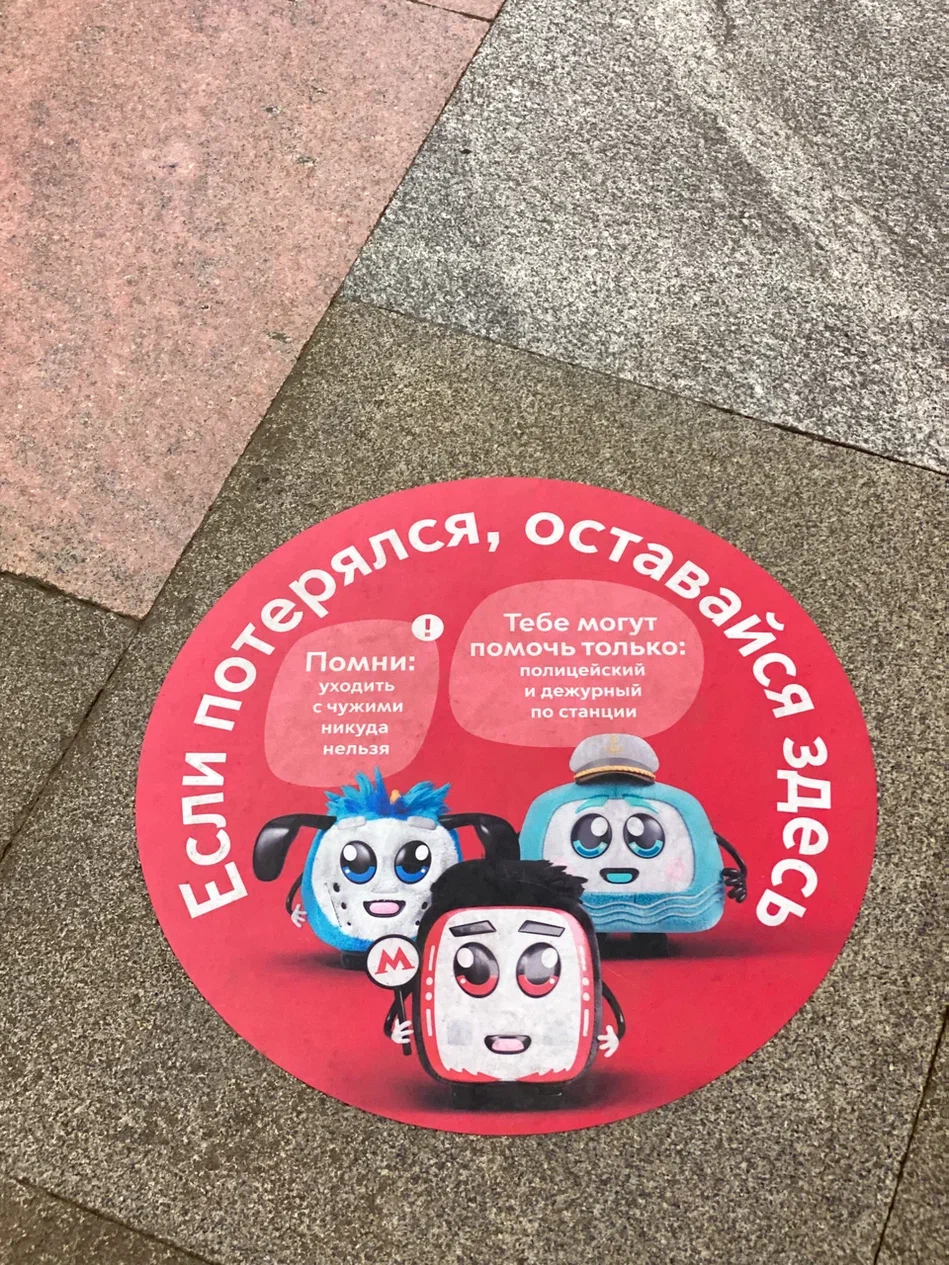 Если потерялся, оставайся здесь
!
Помни:
уходить
с чужими
никуда
нельзя
Тебе могут
помочь только:
полицейский
и дежурный
по станции
М